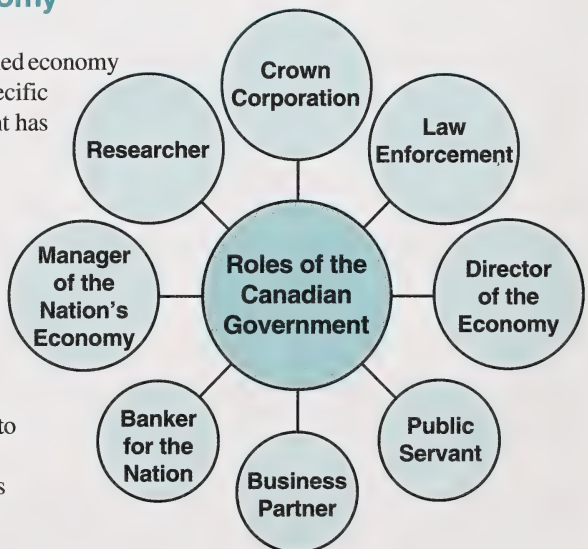 omy
ed economy
ecific
nt has
to
s
Crown
Corporation
Law
Enforcement
Director
of the
Economy
Public
Servant
Business
Partner
Banker
for the
Nation
Manager
of the
Nation's
Economy
Researcher
Roles of the
Canadian
Government